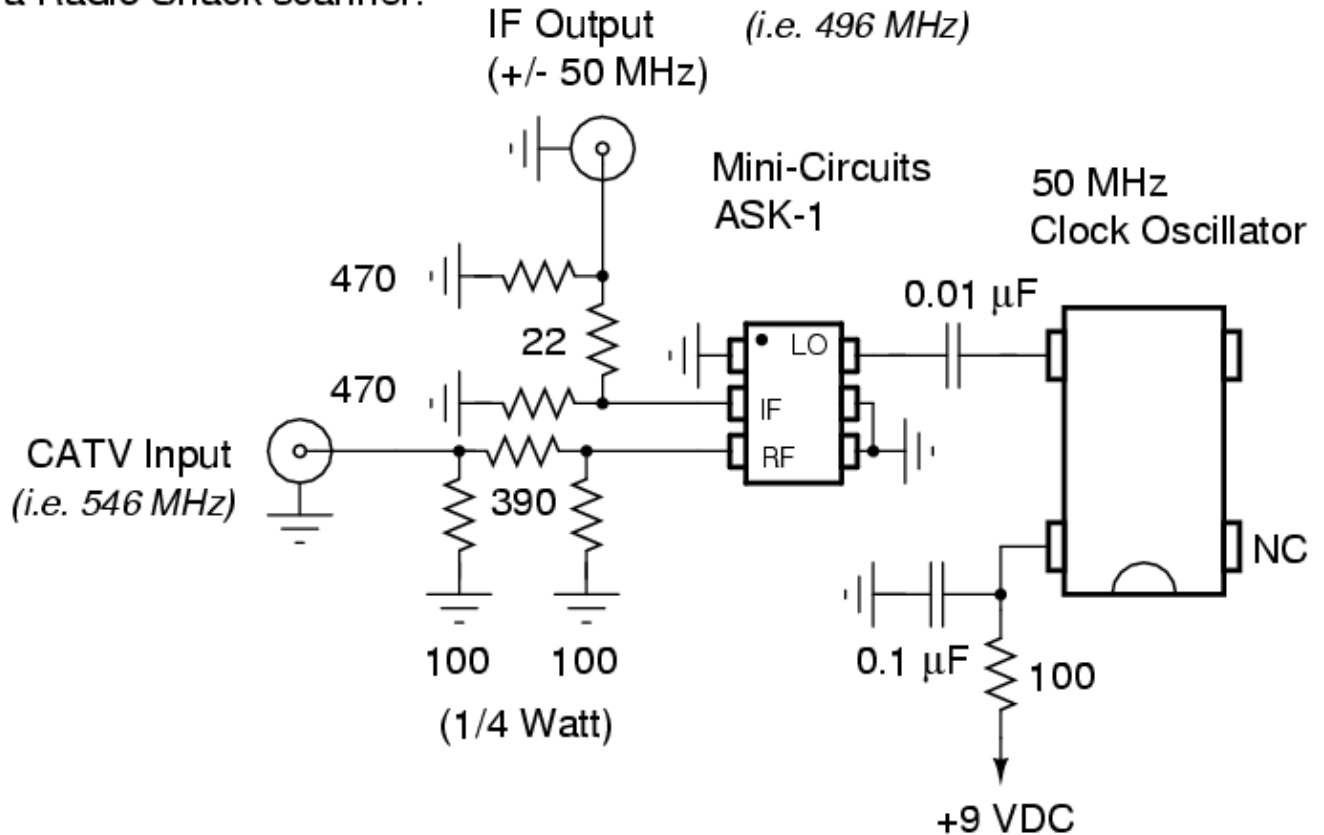 a Radio Shack scanner.
IF Output
(i.e. 496 MHz)
(+/- 50 MHz)
Mini-Circuits
ASK-1
50 MHz
Clock Oscillator
470
0.01 µF
22
LO
470
IF
CATV Input
RF
(i.e. 546 MHz)
390
NC
100
100
0.1 µF
100
(1/4 Watt)
+9 VDC